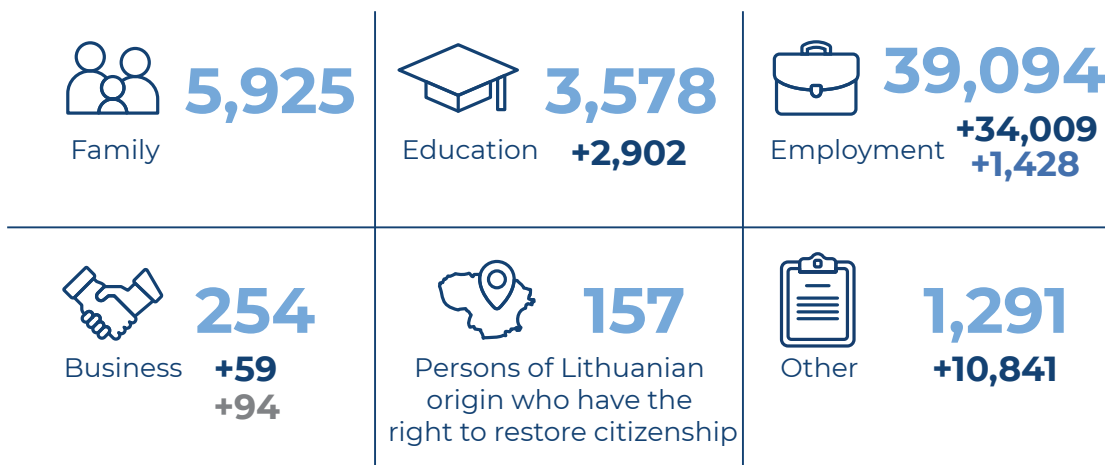 5,925
Family
3,578
Education
+2,902
39,094
Employment
+34,009
+1,428
254
Business
+59
+94
157
Persons of Lithuanian
origin who have the
right to restore citizenship
1,291
Other
+10,841